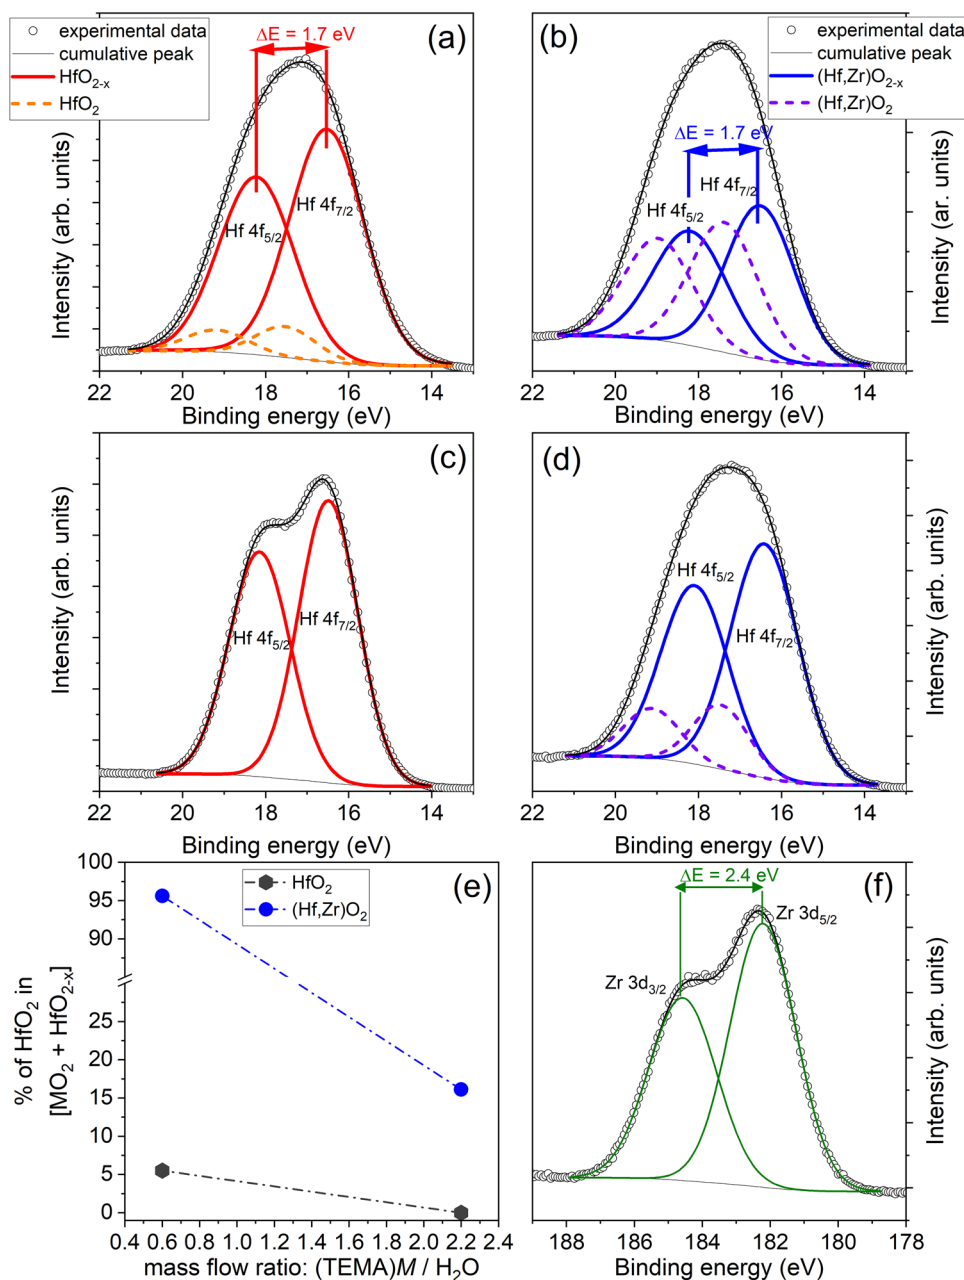 experimental data
cumulative peak
HfO2-x
HfO2
ΔE = 1.7 eV
(a)
Hf 4f5/2
Hf 4f7/2
Intensity (arb. units)
22 20 18 16 14
Binding energy (eV)
(b)
experimental data
cumulative peak
(Hf,Zr)O2-x
(Hf,Zr)O2
ΔE = 1.7 eV
Hf 4f7/2
Hf 4f5/2
Intensity (ar. units)
22 20 18 16 14
Binding energy (eV)
(c)
Hf 4f5/2
Hf 4f7/2
Intensity (arb. units)
22 20 18 16 14
Binding energy (eV)
(d)
Hf 4f5/2
Hf 4f7/2
Intensity (arb. units)
22 20 18 16 14
Binding energy (eV)
100
95
90
25
20
15
10
5
0
% of HfO2 in
[MO2 + HfO2-x]
HfO2
(Hf,Zr)O2
(e)
0.4 0.6 0.8 1.0 1.2 1.4 1.6 1.8 2.0 2.2 2.4
mass flow ratio: (TEMA)M / H2O
ΔE = 2.4 eV
(f)
Zr 3d5/2
Zr 3d3/2
Intensity (arb. units)
188 186 184 182 180 178
Binding energy (eV)